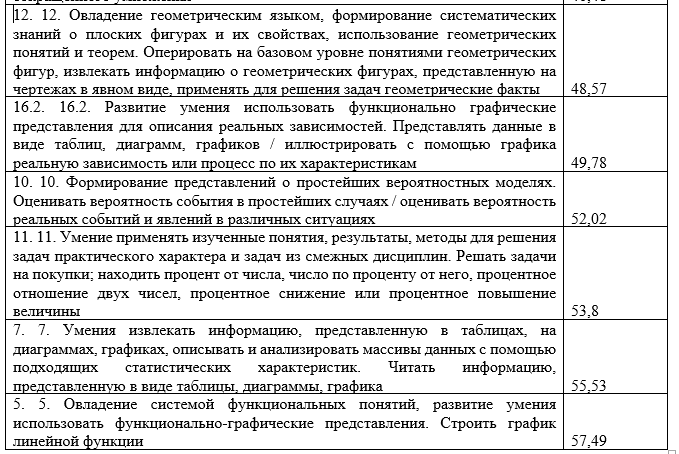 12. 12. Овладение геометрическим языком, формирование систематических
знаний о плоских фигурах и их свойствах, использование геометрических
понятий и теорем. Оперировать на базовом уровне понятиями геометрических
фигур, извлекать информацию о геометрических фигурах, представленную на
чертежах в явном виде, применять для решения задач геометрические факты
48,57
16.2. 16.2. Развитие умения использовать функционально графические
представления для описания реальных зависимостей. Представлять данные в
виде таблиц, диаграмм, графиков / иллюстрировать с помощью графика
реальную зависимость или процесс по их характеристикам
49,78
10. 10. Формирование представлений о простейших вероятностных моделях.
Оценивать вероятность события в простейших случаях / оценивать вероятность
реальных событий и явлений в различных ситуациях
52,02
11. 11. Умение применять изученные понятия, результаты, методы для решения
задач практического характера и задач из смежных дисциплин. Решать задачи
на покупки; находить процент от числа, число по проценту от него, процентное
отношение двух чисел, процентное снижение или процентное повышение
величины
53,8
7. 7. Умения извлекать информацию, представленную в таблицах, на
диаграммах, графиках, описывать и анализировать массивы данных с помощью
подходящих статистических характеристик. Читать информацию,
представленную в виде таблицы, диаграммы, графика
55,53
5. 5. Овладение системой функциональных понятий, развитие умения
использовать функционально-графические представления. Строить график
линейной функции
57,49